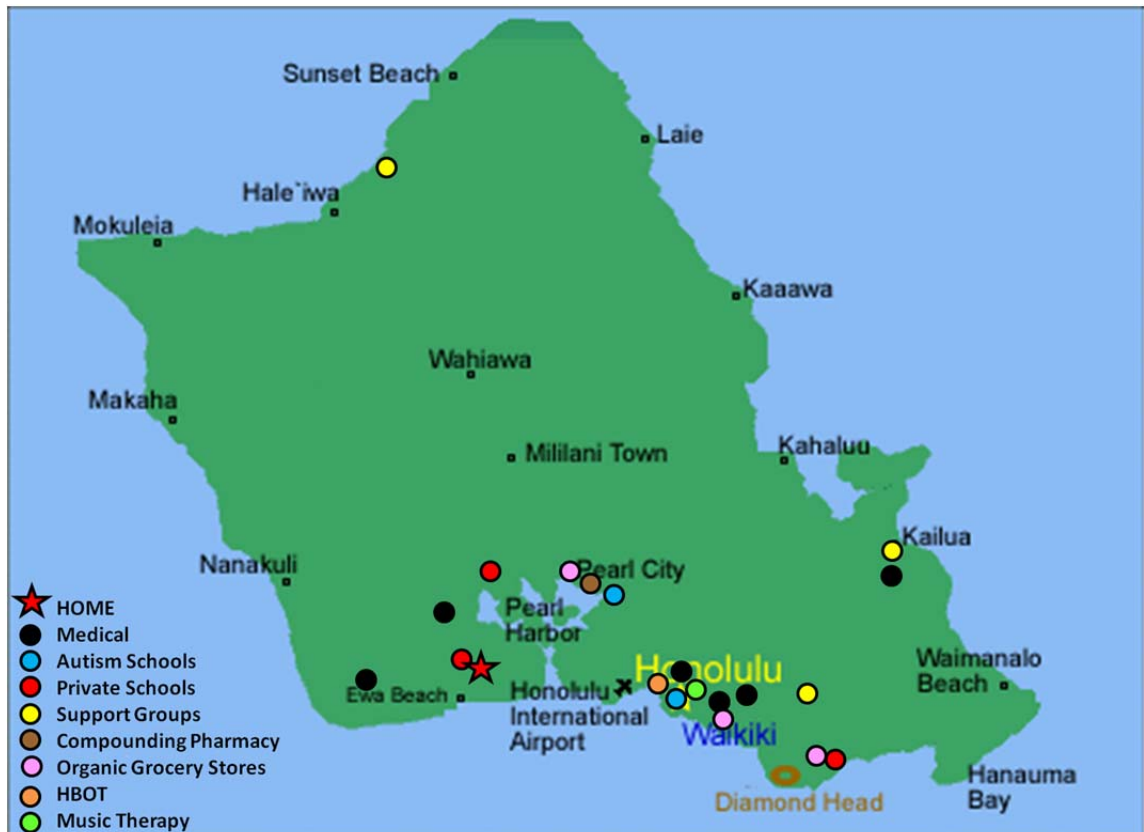 Sunset Beach
Laie
Hale`iwa
Mokuleia
Kaaawa
Wahiawa
Makaha
Mililani Town
Kahaluu
Kailua
Nanakuli
Pearl City
Pearl
Harbor
Waimanalo
Beach
Honolulu
Ewa Beach
Honolulu
International
Airport
Waikiki
Hanauma
Bay
Diamond Head
HOME
Medical
Autism Schools
Private Schools
Support Groups
Compounding Pharmacy
Organic Grocery Stores
HBOT
Music Therapy